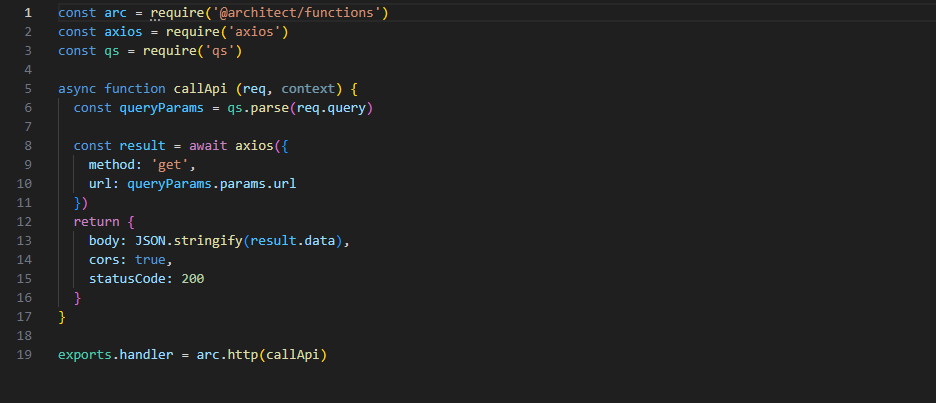 1 const arc = require('@architect/functions')
2 const axios = require('axios')
3 const qs = require('qs')
4
5 async function callApi (req, context) {
6   const queryParams = qs.parse(req.query)
7
8   const result = await axios({
9     method: 'get',
10     url: queryParams.params.url
11   })
12   return {
13     body: JSON.stringify(result.data),
14     cors: true,
15     statusCode: 200
16   }
17 }
18
19 exports.handler = arc.http(callApi)